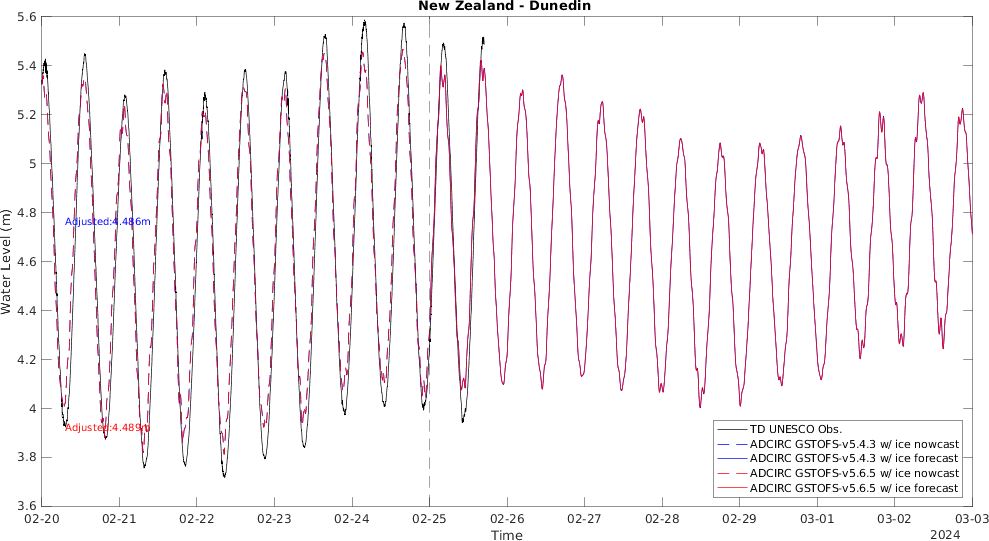 New Zealand - Dunedin
5.6
5.4
5.2
5
4.8
4.6
4.4
4.2
4
3.8
3.6
Water Level (m)
Adjusted:4.486m
Adjusted:4.489m
TD UNESCO Obs.
ADCIRC GSTOFS-v5.4.3 w/ ice nowcast
ADCIRC GSTOFS-v5.4.3 w/ ice forecast
ADCIRC GSTOFS-v5.6.5 w/ ice nowcast
ADCIRC GSTOFS-v5.6.5 w/ ice forecast
02-20 02-21 02-22 02-23 02-24 02-25 02-26 02-27 02-28 02-29 03-01 03-02 03-03
Time
2024